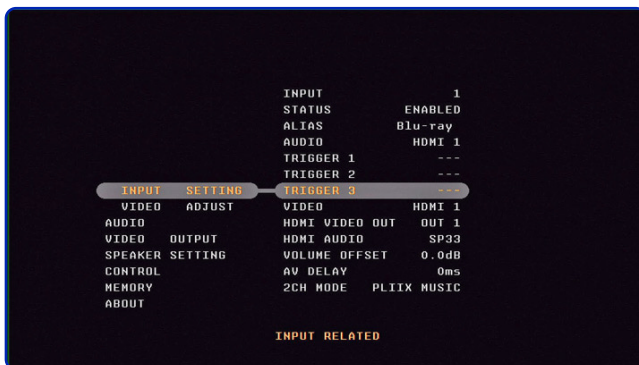 INPUT 1
STATUS ENABLED
ALIAS Blu-ray
AUDIO HDMI 1
TRIGGER 1 ---
TRIGGER 2 ---
INPUT SETTING TRIGGER 3 ---
VIDEO ADJUST VIDEO HDMI 1
AUDIO HDMI VIDEO OUT OUT 1
VIDEO OUTPUT HDMI AUDIO SP33
SPEAKER SETTING VOLUME OFFSET 0.0dB
CONTROL AV DELAY 0ms
MEMORY 2CH MODE PLIIX MUSIC
ABOUT
INPUT RELATED